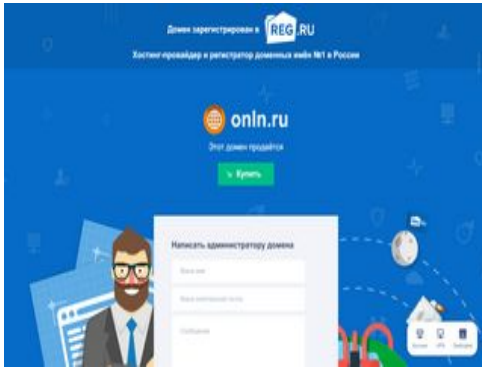 Домен зарегистрирован в REG.RU
Хостинг-провайдер и регистратор доменных имён №1 в России
onln.ru
Этот домен продаётся
Купить
Написать администратору домена
Ваше имя
Ваша электронная почта
Сообщение